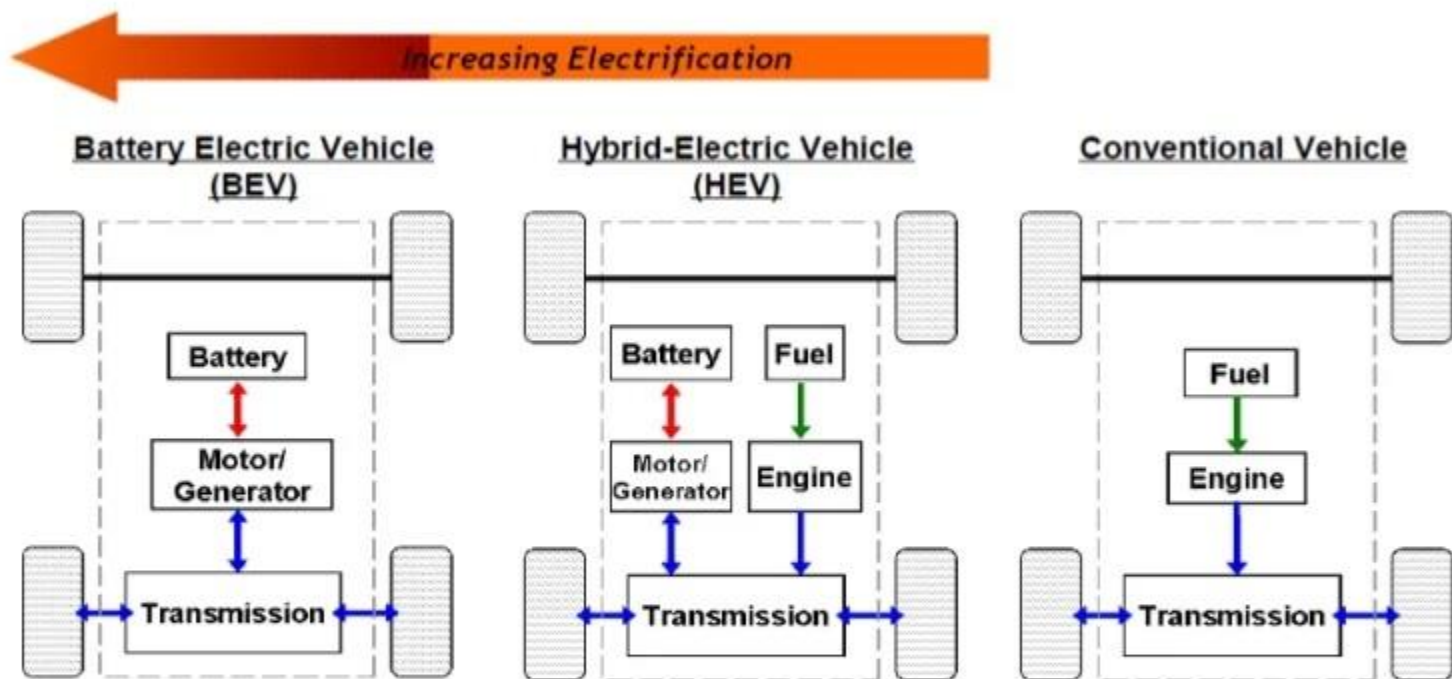 Increasing Electrification
Battery Electric Vehicle
(BEV)
Hybrid-Electric Vehicle
(HEV)
Conventional Vehicle
Battery
Motor/
Generator
Transmission
Battery
Fuel
Motor/
Generator
Engine
Transmission
Fuel
Engine
Transmission